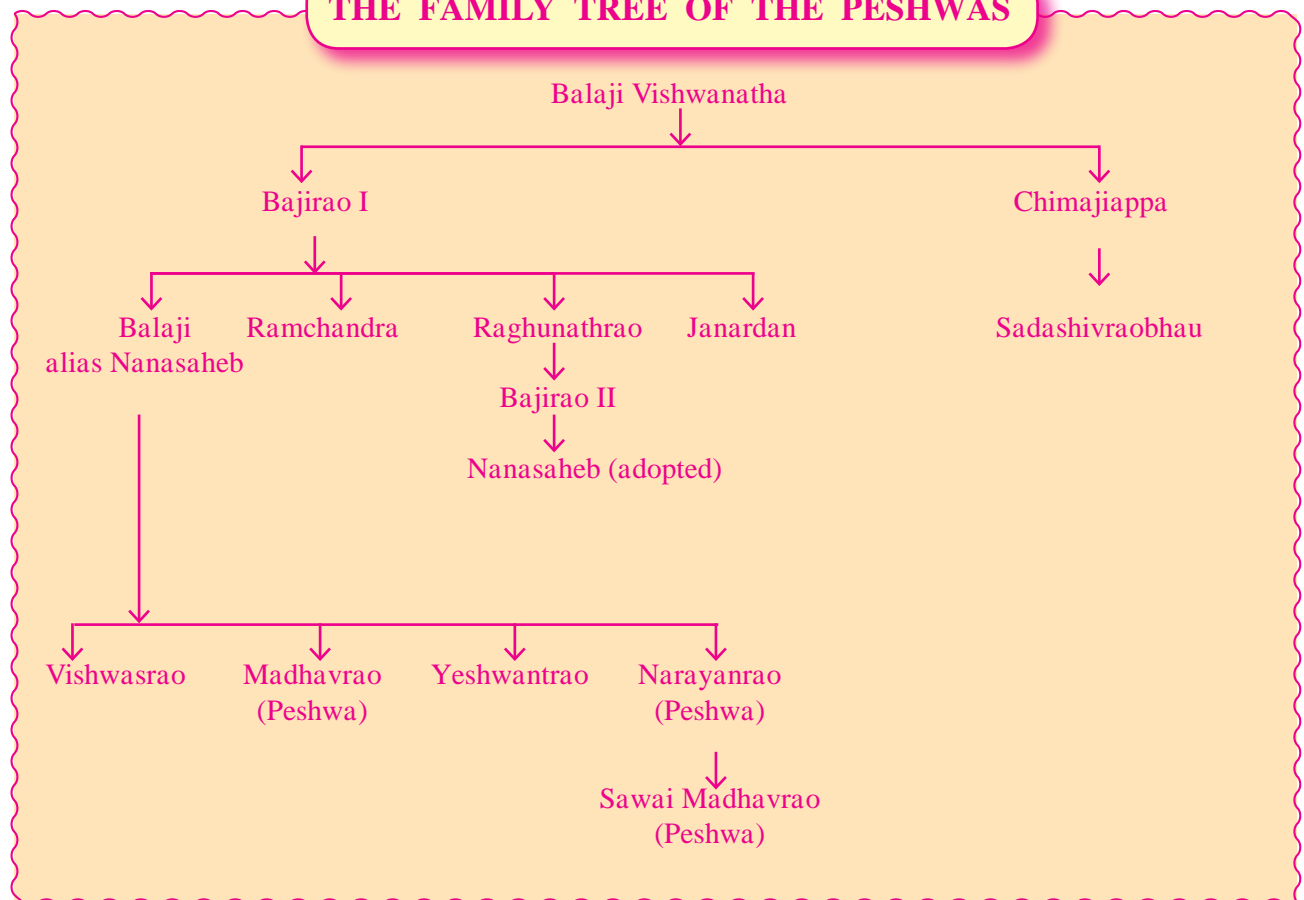 THE FAMILY TREE OF THE PESHWAS
Balaji Vishwanatha
Bajirao I
Chimajiappa
Balaji
alias Nanasaheb
Ramchandra
Raghunathrao
Janardan
Sadashivraobhau
Bajirao II
Nanasaheb (adopted)
Vishwasrao
Madhavrao
(Peshwa)
Yeshwantrao
Narayanrao
(Peshwa)
Sawai Madhavrao
(Peshwa)